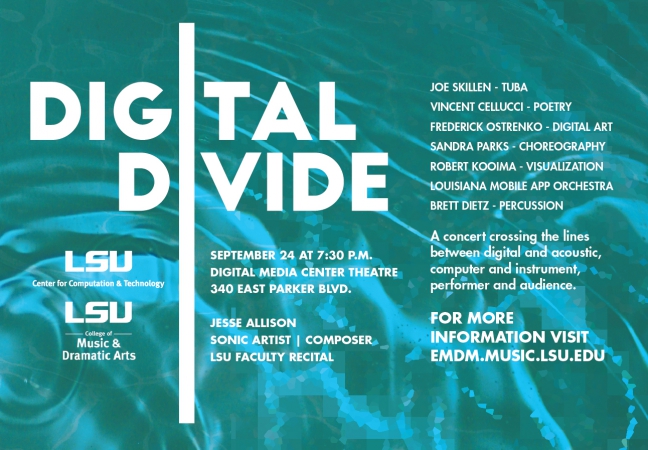 DIGITAL
DIVIDE
LSU
Center for Computation & Technology
LSU
College of
Music &
Dramatic Arts
SEPTEMBER 24 AT 7:30 P.M.
DIGITAL MEDIA CENTER THEATRE
340 EAST PARKER BLVD.
JESSE ALLISON
SONIC ARTIST | COMPOSER
LSU FACULTY RECITAL
JOE SKILLEN - TUBA
VINCENT CELLUCCI - POETRY
FREDERICK OSTRENKO - DIGITAL ART
SANDRA PARKS - CHOREOGRAPHY
ROBERT KOOIMA - VISUALIZATION
LOUISIANA MOBILE APP ORCHESTRA
BRETT DIETZ - PERCUSSION
A concert crossing the lines
between digital and acoustic,
computer and instrument,
performer and audience.
FOR MORE
INFORMATION VISIT
EMDM.MUSIC.LSU.EDU